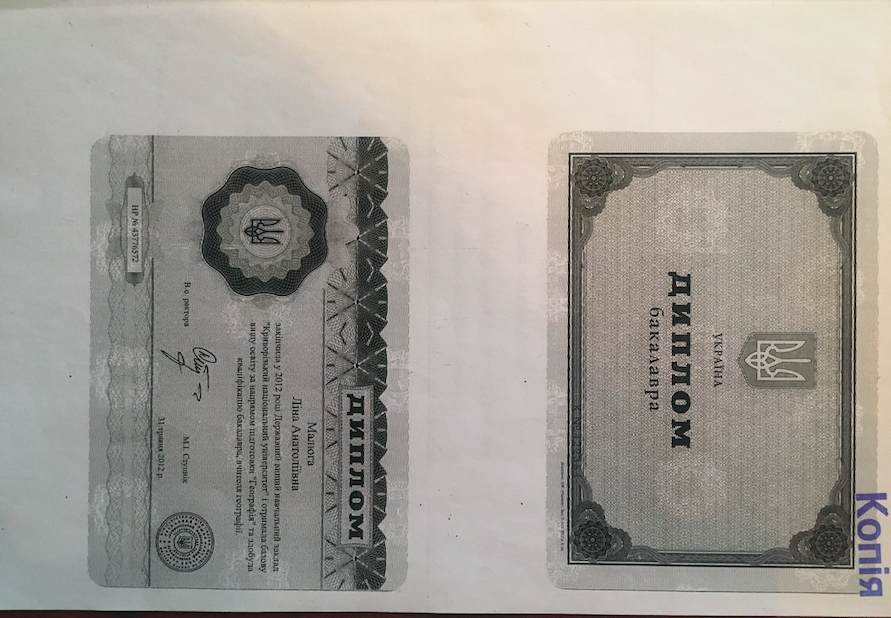 Копія
УКРАЇНА
ДИПЛОМ
бакалавра
ДИПЛОМ
Малюга
Ліна Анатоліївна
закінчила у 2012 році Державний вищий навчальний заклад
"Криворізький національний університет" і отримала базову
вищу освіту за напрямом підготовки "Географія" та здобула
кваліфікацію бакалавра, вчителя географії.
В.о. ректора
М.І. Ступнік
31 травня 2012 р.
НР № 43776572